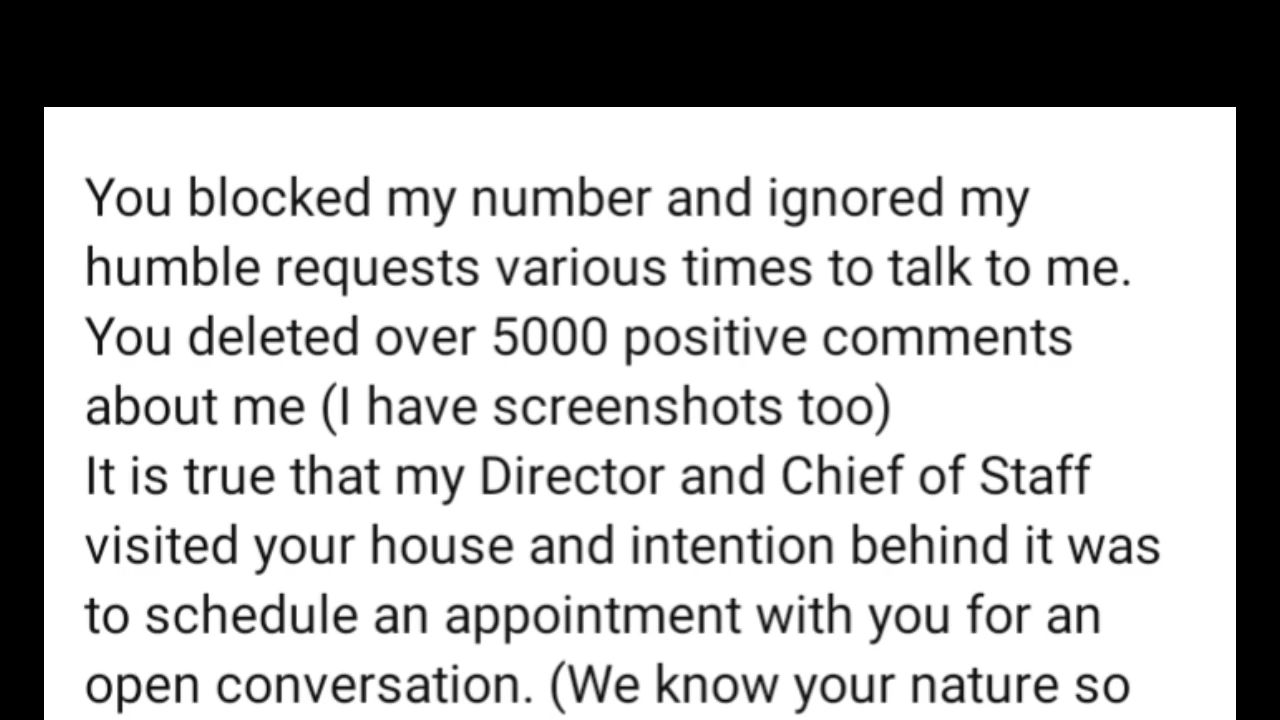 You blocked my number and ignored my
humble requests various times to talk to me.
You deleted over 5000 positive comments
about me (I have screenshots too)
It is true that my Director and Chief of Staff
visited your house and intention behind it was
to schedule an appointment with you for an
open conversation. (We know your nature so